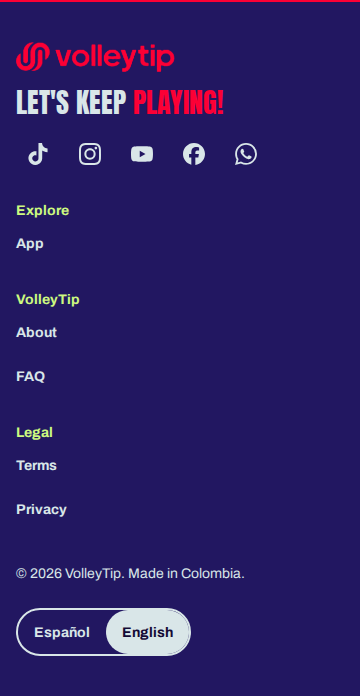 volleytip
LET'S KEEP PLAYING!
Explore
App
VolleyTip
About
FAQ
Legal
Terms
Privacy
© 2026 VolleyTip. Made in Colombia.
Español English